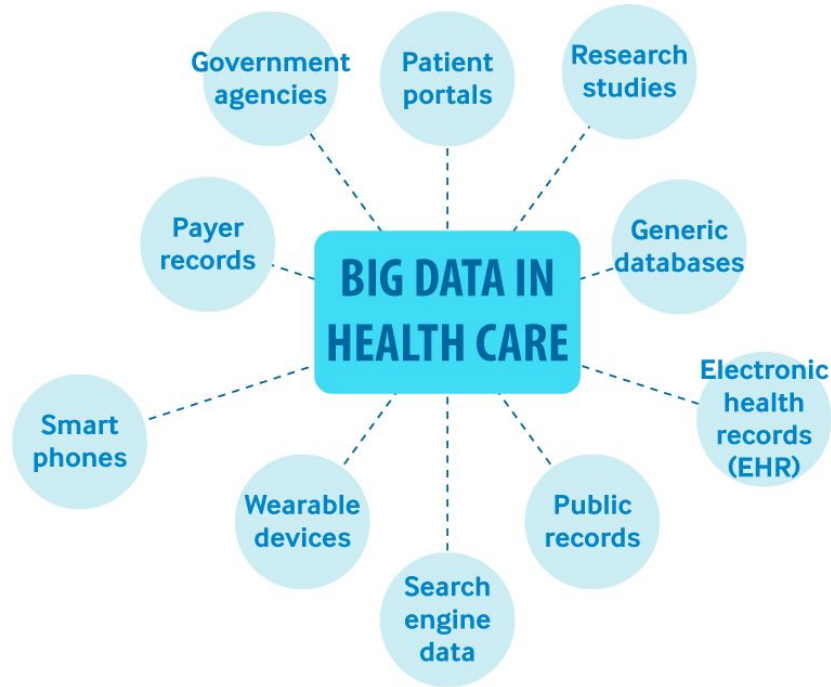 Government
agencies
Patient
portals
Research
studies
Payer
records
BIG DATA IN
HEALTH CARE
Generic
databases
Smart
phones
Electronic
health
records
(EHR)
Wearable
devices
Search
engine
data
Public
records